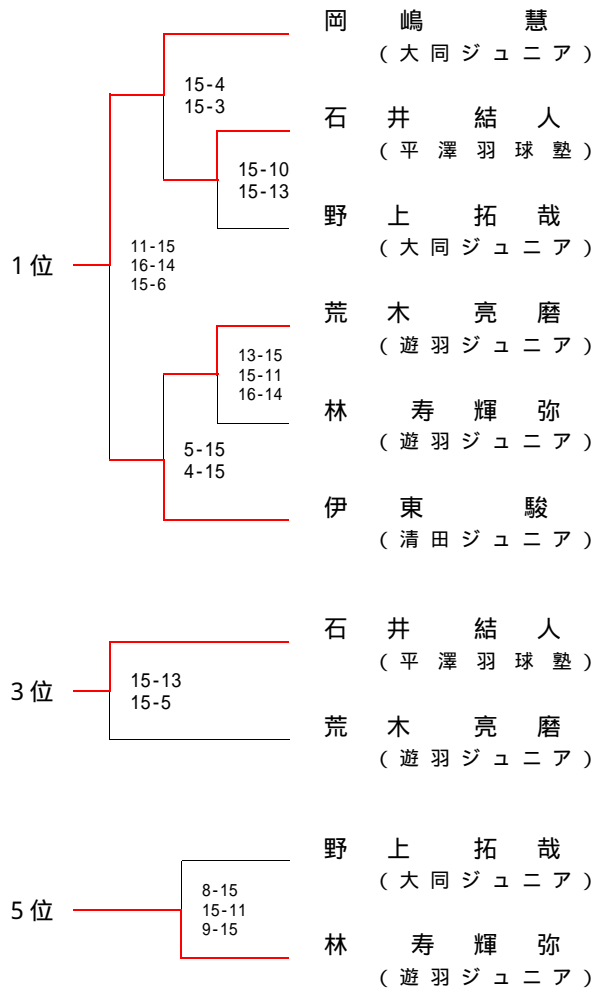 岡嶋 慧
(大同ジュニア)
15-4
15-3
石井 結人
(平澤羽球塾)
15-10
15-13
野上 拓哉
(大同ジュニア)
1位
11-15
16-14
15-6
荒木 亮磨
(遊羽ジュニア)
13-15
15-11
16-14
林 寿輝弥
(遊羽ジュニア)
5-15
4-15
伊東 駿
(清田ジュニア)
石井 結人
(平澤羽球塾)
3位
15-13
15-5
荒木 亮磨
(遊羽ジュニア)
野上 拓哉
(大同ジュニア)
5位
8-15
15-11
9-15
林 寿輝弥
(遊羽ジュニア)